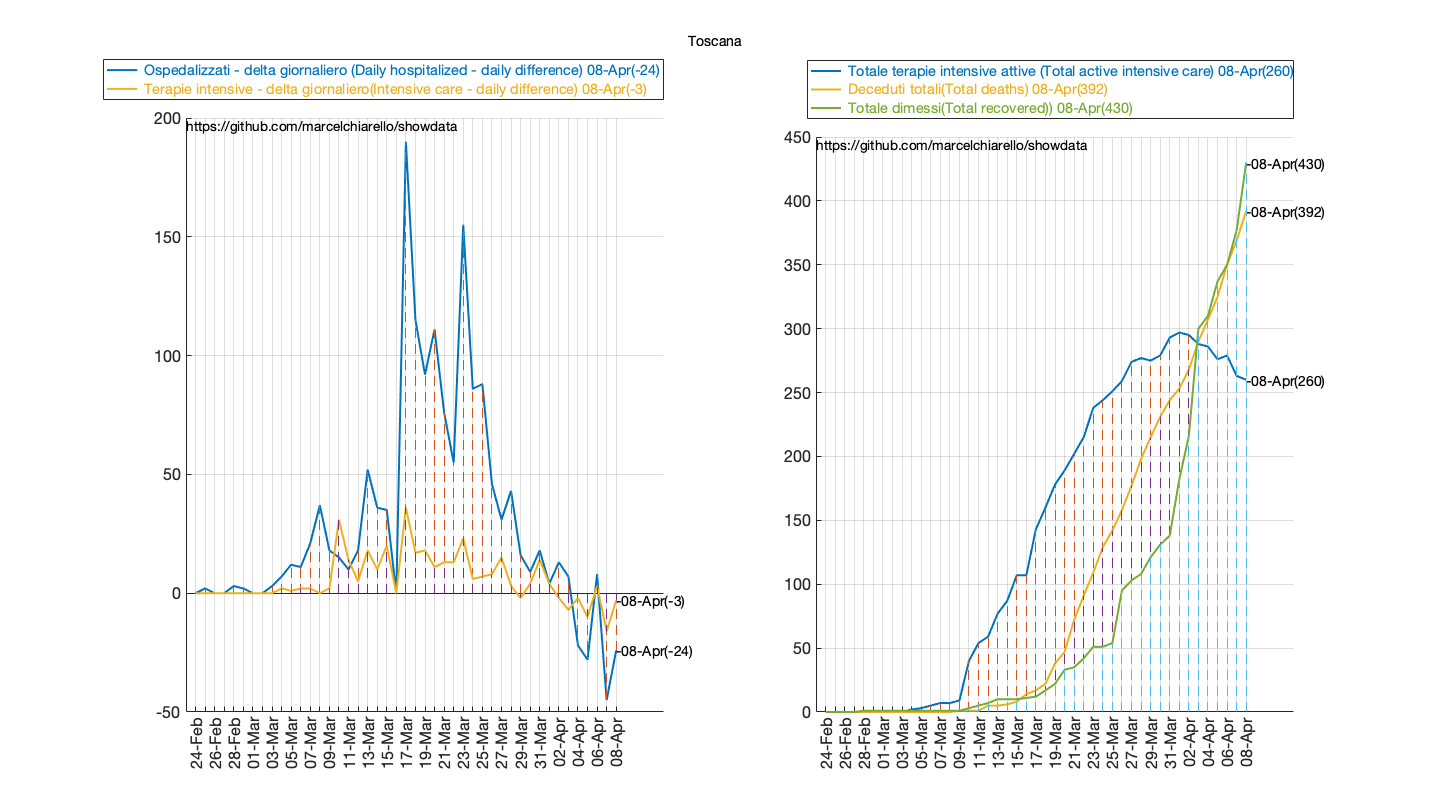 Toscana
Ospedalizzati - delta giornaliero (Daily hospitalized - daily difference) 08-Apr(-24)
Terapie intensive - delta giornaliero(Intensive care - daily difference) 08-Apr(-3)
https://github.com/marcelchiarello/showdata
200
150
100
50
0
-50
-08-Apr(-3)
-08-Apr(-24)
24-Feb
26-Feb
28-Feb
01-Mar
03-Mar
05-Mar
07-Mar
09-Mar
11-Mar
13-Mar
15-Mar
17-Mar
19-Mar
21-Mar
23-Mar
25-Mar
27-Mar
29-Mar
31-Mar
02-Apr
04-Apr
06-Apr
08-Apr
Totale terapie intensive attive (Total active intensive care) 08-Apr(260)
Deceduti totali(Total deaths) 08-Apr(392)
Totale dimessi(Total recovered)) 08-Apr(430)
https://github.com/marcelchiarello/showdata
450
400
350
300
250
200
150
100
50
0
-08-Apr(430)
-08-Apr(392)
-08-Apr(260)
24-Feb
26-Feb
28-Feb
01-Mar
03-Mar
05-Mar
07-Mar
09-Mar
11-Mar
13-Mar
15-Mar
17-Mar
19-Mar
21-Mar
23-Mar
25-Mar
27-Mar
29-Mar
31-Mar
02-Apr
04-Apr
06-Apr
08-Apr